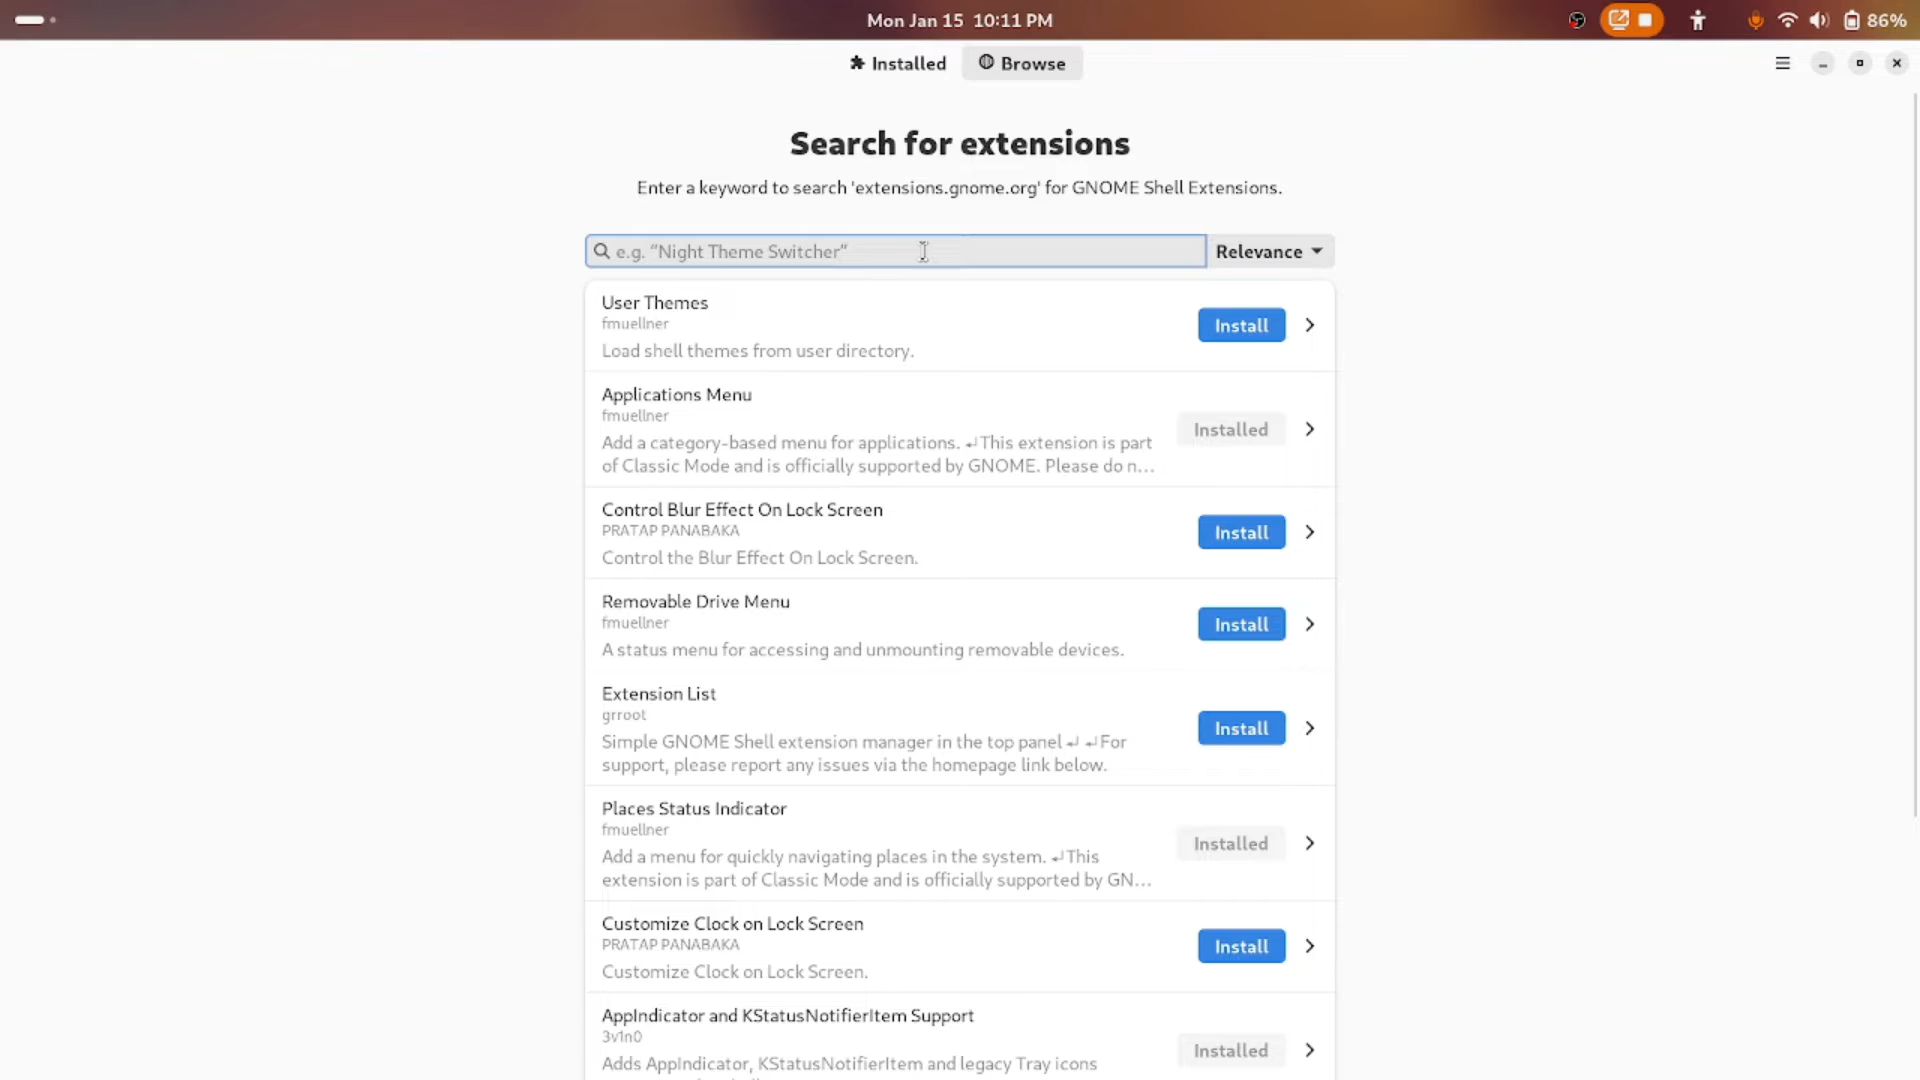 Mon Jan 15  10:11 PM
86%
Installed
Browse
Search for extensions
Enter a keyword to search 'extensions.gnome.org' for GNOME Shell Extensions.
e.g. "Night Theme Switcher"
Relevance
User Themes
fmuellner
Load shell themes from user directory.
Install
Applications Menu
fmuellner
Add a category-based menu for applications. ↵This extension is part
of Classic Mode and is officially supported by GNOME. Please do n...
Installed
Control Blur Effect On Lock Screen
PRATAP PANABAKA
Control the Blur Effect On Lock Screen.
Install
Removable Drive Menu
fmuellner
A status menu for accessing and unmounting removable devices.
Install
Extension List
grroot
Simple GNOME Shell extension manager in the top panel ↵ ↵For
support, please report any issues via the homepage link below.
Install
Places Status Indicator
fmuellner
Add a menu for quickly navigating places in the system. ↵This
extension is part of Classic Mode and is officially supported by GN...
Installed
Customize Clock on Lock Screen
PRATAP PANABAKA
Customize Clock on Lock Screen.
Install
AppIndicator and KStatusNotifierItem Support
3v1n0
Adds AppIndicator, KStatusNotifierItem and legacy Tray icons
Installed